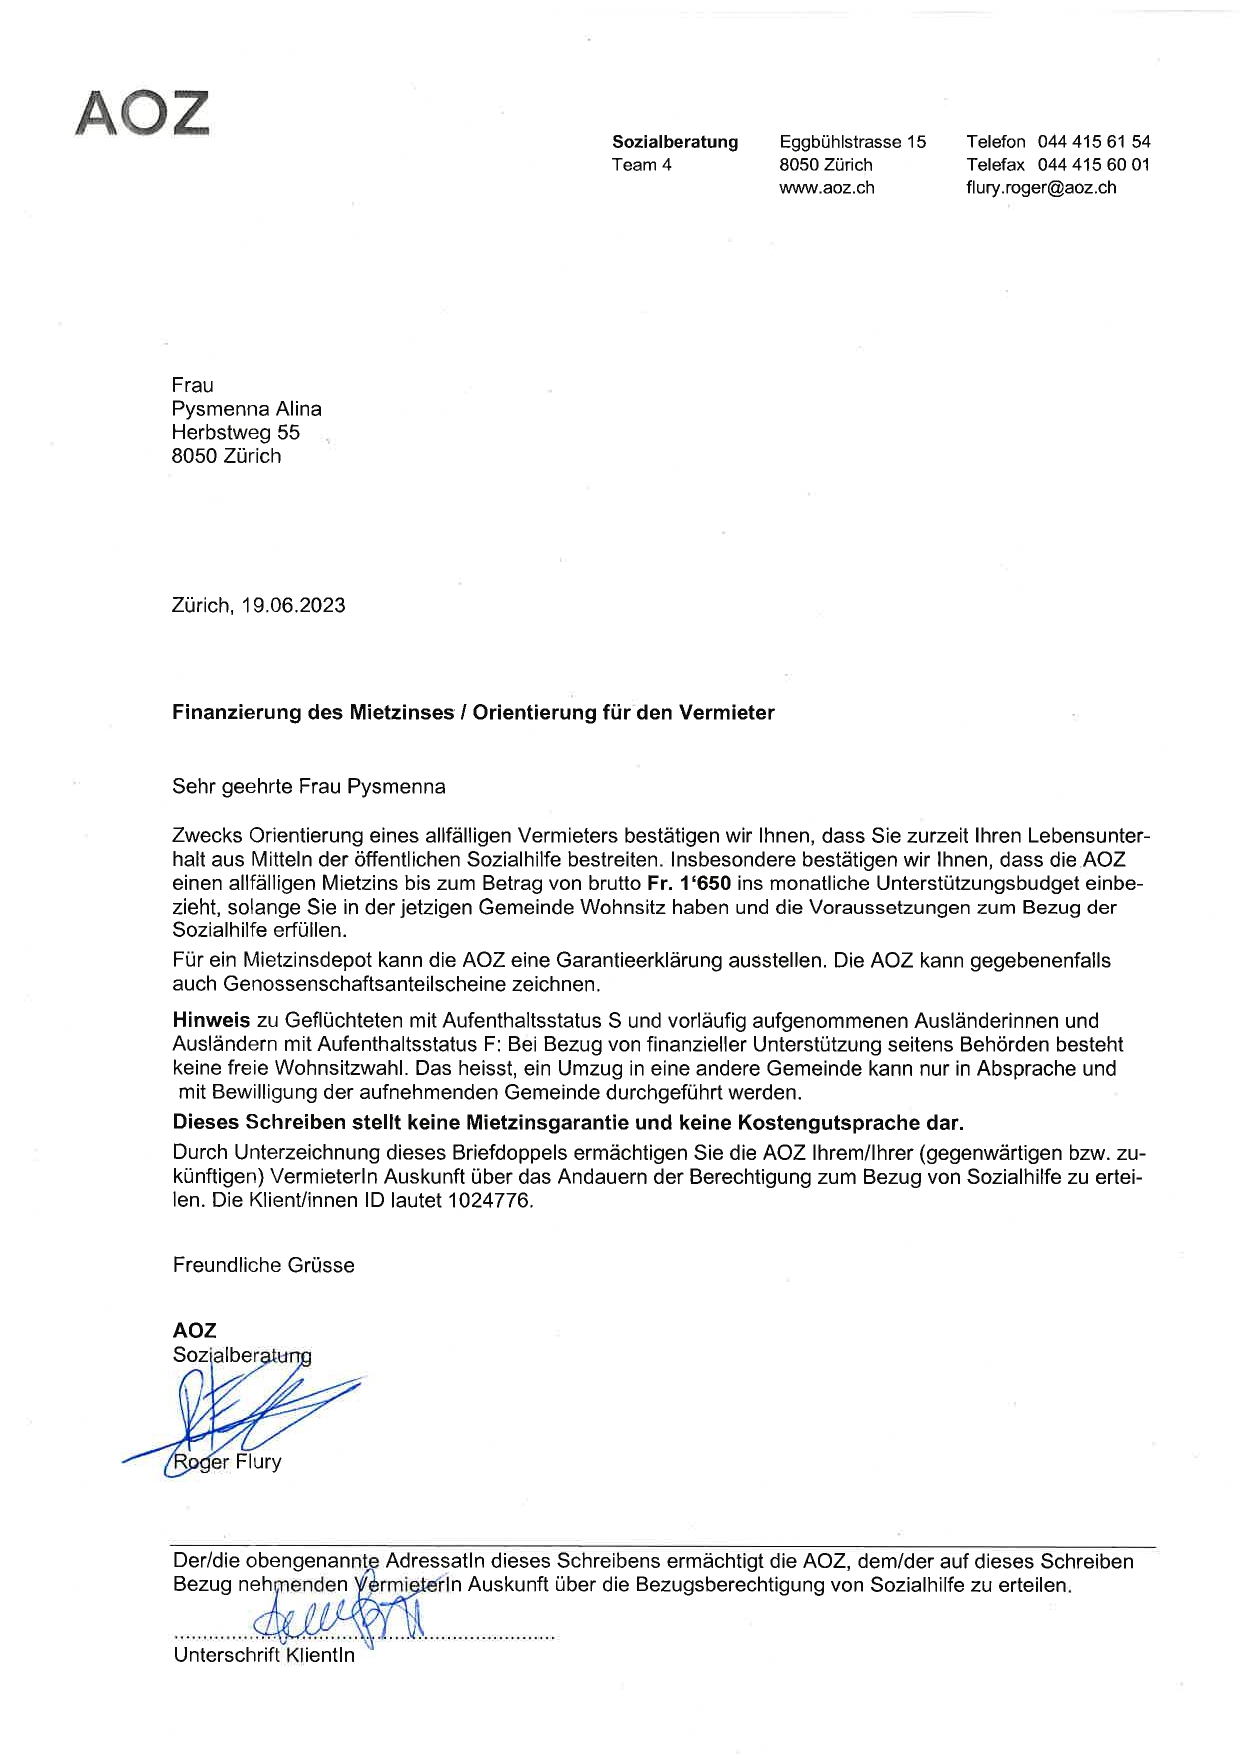 AOZ
Sozialberatung
Team 4
Eggbühlstrasse 15
8050 Zürich
www.aoz.ch
Telefon 044 415 61 54
Telefax 044 415 60 01
flury.roger@aoz.ch
Frau
Pysmenna Alina
Herbstweg 55
8050 Zürich
Zürich, 19.06.2023
Finanzierung des Mietzinses / Orientierung für den Vermieter
Sehr geehrte Frau Pysmenna
Zwecks Orientierung eines allfälligen Vermieters bestätigen wir Ihnen, dass Sie zurzeit Ihren Lebensunter-
halt aus Mitteln der öffentlichen Sozialhilfe bestreiten. Insbesondere bestätigen wir Ihnen, dass die AOZ
einen allfälligen Mietzins bis zum Betrag von brutto Fr. 1‘650 ins monatliche Unterstützungsbudget einbe-
zieht, solange Sie in der jetzigen Gemeinde Wohnsitz haben und die Voraussetzungen zum Bezug der
Sozialhilfe erfüllen.
Für ein Mietzinsdepot kann die AOZ eine Garantieerklärung ausstellen. Die AOZ kann gegebenenfalls
auch Genossenschaftsanteilscheine zeichnen.
Hinweis zu Geflüchteten mit Aufenthaltsstatus S und vorläufig aufgenommenen Ausländerinnen und
Ausländern mit Aufenthaltsstatus F: Bei Bezug von finanzieller Unterstützung seitens Behörden besteht
keine freie Wohnsitzwahl. Das heisst, ein Umzug in eine andere Gemeinde kann nur in Absprache und
mit Bewilligung der aufnehmenden Gemeinde durchgeführt werden.
Dieses Schreiben stellt keine Mietzinsgarantie und keine Kostengutsprache dar.
Durch Unterzeichnung dieses Briefdoppels ermächtigen Sie die AOZ Ihrem/Ihrer (gegenwärtigen bzw. zu-
künftigen) VermieterIn Auskunft über das Andauern der Berechtigung zum Bezug von Sozialhilfe zu ertei-
len. Die Klient/innen ID lautet 1024776.
Freundliche Grüsse
AOZ
Sozialberatung
Roger Flury
Der/die obengenannte AdressatIn dieses Schreibens ermächtigt die AOZ, dem/der auf dieses Schreiben
Bezug nehmenden VermieterIn Auskunft über die Bezugsberechtigung von Sozialhilfe zu erteilen.
Unterschrift KlientIn